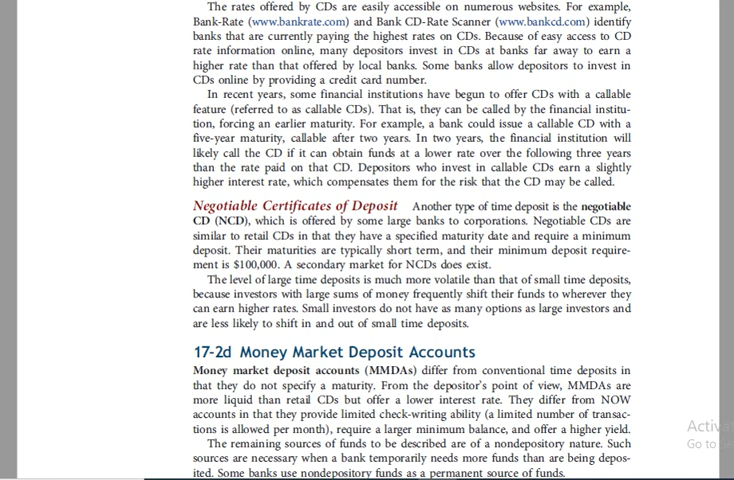 The rates offered by CDs are easily accessible on numerous websites. For example,
Bank-Rate (www.bankrate.com) and Bank CD-Rate Scanner (www.bankcd.com) identify
banks that are currently paying the highest rates on CDs. Because of easy access to CD
rate information online, many depositors invest in CDs at banks far away to earn a
higher rate than that offered by local banks. Some banks allow depositors to invest in
CDs online by providing a credit card number.
In recent years, some financial institutions have begun to offer CDs with a callable
feature (referred to as callable CDs). That is, they can be called by the financial institu-
tion, forcing an earlier maturity. For example, a bank could issue a callable CD with a
five-year maturity, callable after two years. In two years, the financial institution will
likely call the CD if it can obtain funds at a lower rate over the following three years
than the rate paid on that CD. Depositors who invest in callable CDs earn a slightly
higher interest rate, which compensates them for the risk that the CD may be called.
Negotiable Certificates of Deposit Another type of time deposit is the negotiable
CD (NCD), which is offered by some large banks to corporations. Negotiable CDs are
similar to retail CDs in that they have a specified maturity date and require a minimum
deposit. Their maturities are typically short term, and their minimum deposit require-
ment is $100,000. A secondary market for NCDs does exist.
The level of large time deposits is much more volatile than that of small time deposits,
because investors with large sums of money frequently shift their funds to wherever they
can earn higher rates. Small investors do not have as many options as large investors and
are less likely to shift in and out of small time deposits.
17-2d Money Market Deposit Accounts
Money market deposit accounts (MMDAs) differ from conventional time deposits in
that they do not specify a maturity. From the depositor's point of view, MMDAs are
more liquid than retail CDs but offer a lower interest rate. They differ from NOW
accounts in that they provide limited check-writing ability (a limited number of transac-
tions is allowed per month), require a larger minimum balance, and offer a higher yield.
The remaining sources of funds to be described are of a nondepository nature. Such
sources are necessary when a bank temporarily needs more funds than are being depos-
ited. Some banks use nondepository funds as a permanent source of funds.
Activ
Go to